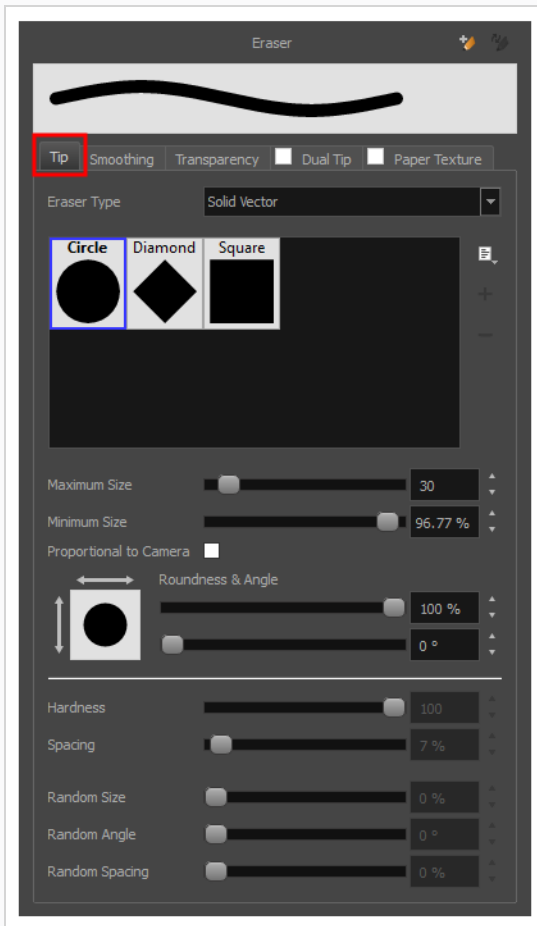 Eraser
Tip Smoothing Transparency Dual Tip Paper Texture
Eraser Type Solid Vector
Circle Diamond Square
Maximum Size 30
Minimum Size 96.77 %
Proportional to Camera
Roundness & Angle
100 %
0 °
Hardness 100
Spacing 7 %
Random Size 0 %
Random Angle 0 °
Random Spacing 0 %